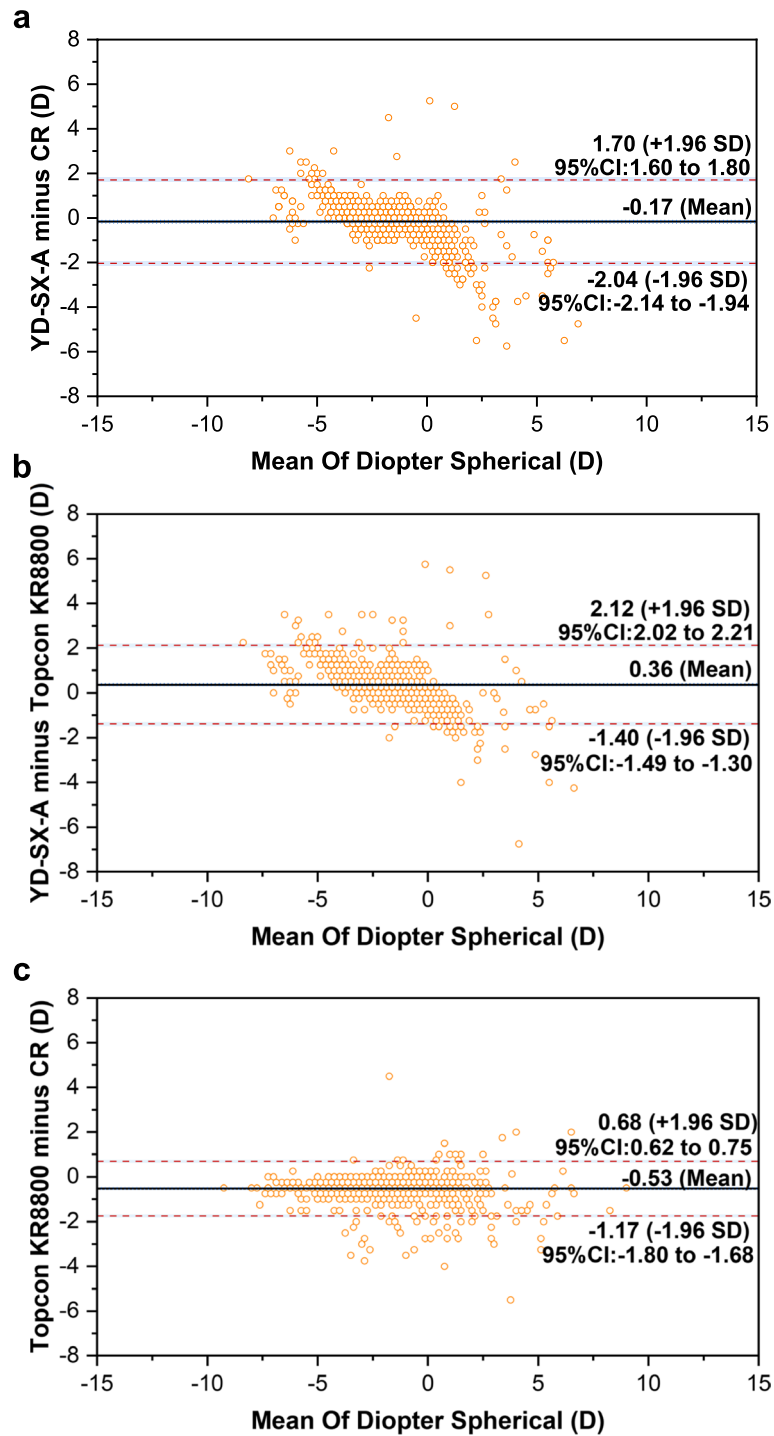 a
YD-SX-A minus CR (D)
8
6
4
2
0
-2
-4
-6
-8
1.70 (+1.96 SD)
95%CI:1.60 to 1.80
-0.17 (Mean)
-2.04 (-1.96 SD)
95%CI:-2.14 to -1.94
-15 -10 -5 0 5 10 15
Mean Of Diopter Spherical (D)
b
YD-SX-A minus Topcon KR8800 (D)
8
6
4
2
0
-2
-4
-6
-8
2.12 (+1.96 SD)
95%CI:2.02 to 2.21
0.36 (Mean)
-1.40 (-1.96 SD)
95%CI:-1.49 to -1.30
-15 -10 -5 0 5 10 15
Mean Of Diopter Spherical (D)
c
Topcon KR8800 minus CR (D)
8
6
4
2
0
-2
-4
-6
-8
0.68 (+1.96 SD)
95%CI:0.62 to 0.75
-0.53 (Mean)
-1.17 (-1.96 SD)
95%CI:-1.80 to -1.68
-15 -10 -5 0 5 10 15
Mean Of Diopter Spherical (D)